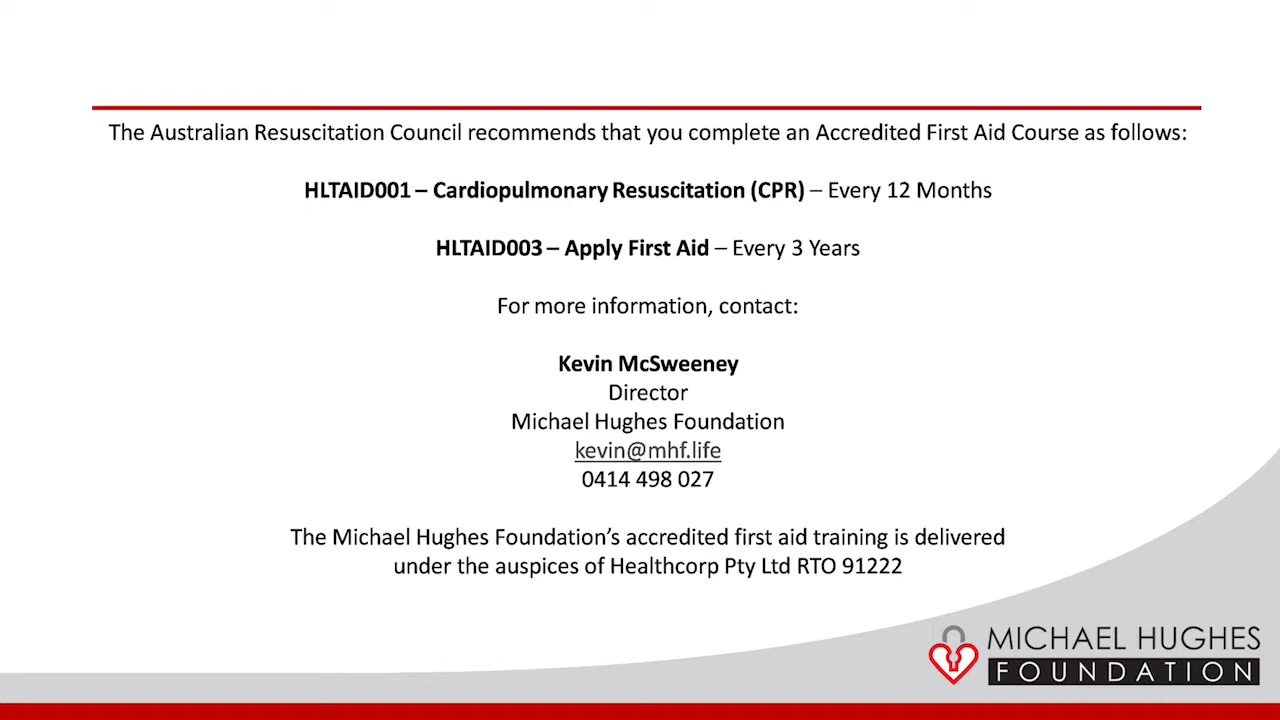 The Australian Resuscitation Council recommends that you complete an Accredited First Aid Course as follows:
HLTAID001 – Cardiopulmonary Resuscitation (CPR) – Every 12 Months
HLTAID003 – Apply First Aid – Every 3 Years
For more information, contact:
Kevin McSweeney
Director
Michael Hughes Foundation
kevin@mhf.life
0414 498 027
The Michael Hughes Foundation’s accredited first aid training is delivered
under the auspices of Healthcorp Pty Ltd RTO 91222
MICHAEL HUGHES
FOUNDATION